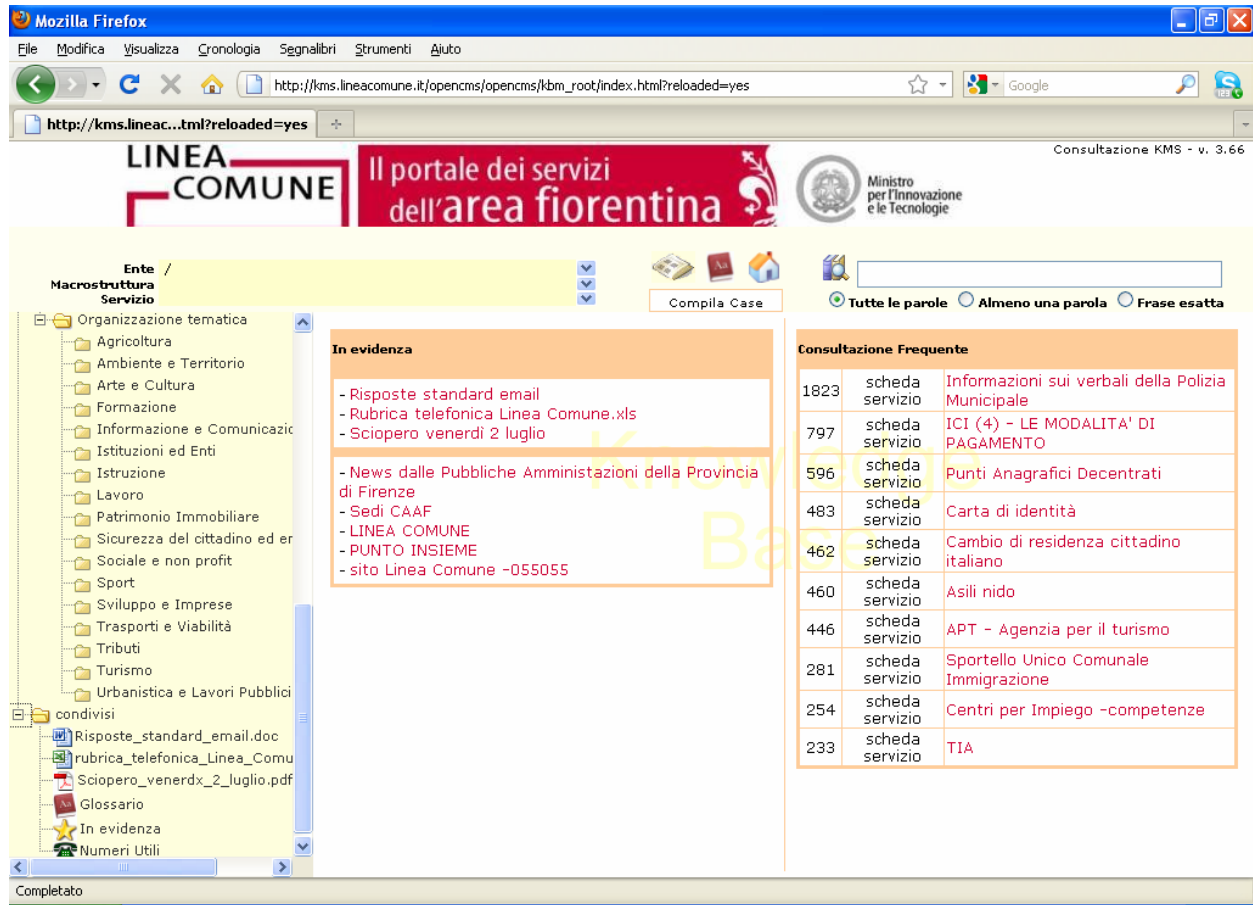 Mozilla Firefox
File Modifica Visualizza Cronologia Segnalibri Strumenti Aiuto
http://kms.lineacomune.it/opencms/opencms/kbm_root/index.html?reloaded=yes
Google
http://kms.lineac...tml?reloaded=yes
LINEA
COMUNE
Il portale dei servizi
dell'area fiorentina
Ministro
per l'Innovazione
e le Tecnologie
Consultazione KMS - v. 3.66
Ente /
Macrostruttura
Servizio
Compila Case
Tutte le parole Almeno una parola Frase esatta
Organizzazione tematica
Agricoltura
Ambiente e Territorio
Arte e Cultura
Formazione
Informazione e Comunicazic
Istituzioni ed Enti
Istruzione
Lavoro
Patrimonio Immobiliare
Sicurezza del cittadino ed er
Sociale e non profit
Sport
Sviluppo e Imprese
Trasporti e Viabilità
Tributi
Turismo
Urbanistica e Lavori Pubblici
condivisi
Risposte_standard_email.doc
rubrica_telefonica_Linea_Comu
Sciopero_venerdx_2_luglio.pdf
Glossario
In evidenza
Numeri Utili
In evidenza
- Risposte standard email
- Rubrica telefonica Linea Comune.xls
- Sciopero venerdì 2 luglio
- News dalle Pubbliche Amministrazioni della Provincia
di Firenze
- Sedi CAAF
- LINEA COMUNE
- PUNTO INSIEME
- sito Linea Comune -055055
Knowledge
Base
Consultazione Frequente
1823 scheda servizio Informazioni sui verbali della Polizia
Municipale
797 scheda servizio ICI (4) - LE MODALITA' DI
PAGAMENTO
596 scheda servizio Punti Anagrafici Decentrati
483 scheda servizio Carta di identità
462 scheda servizio Cambio di residenza cittadino
italiano
460 scheda servizio Asili nido
446 scheda servizio APT - Agenzia per il turismo
281 scheda servizio Sportello Unico Comunale
Immigrazione
254 scheda servizio Centri per Impiego -competenze
233 scheda servizio TIA
Completato